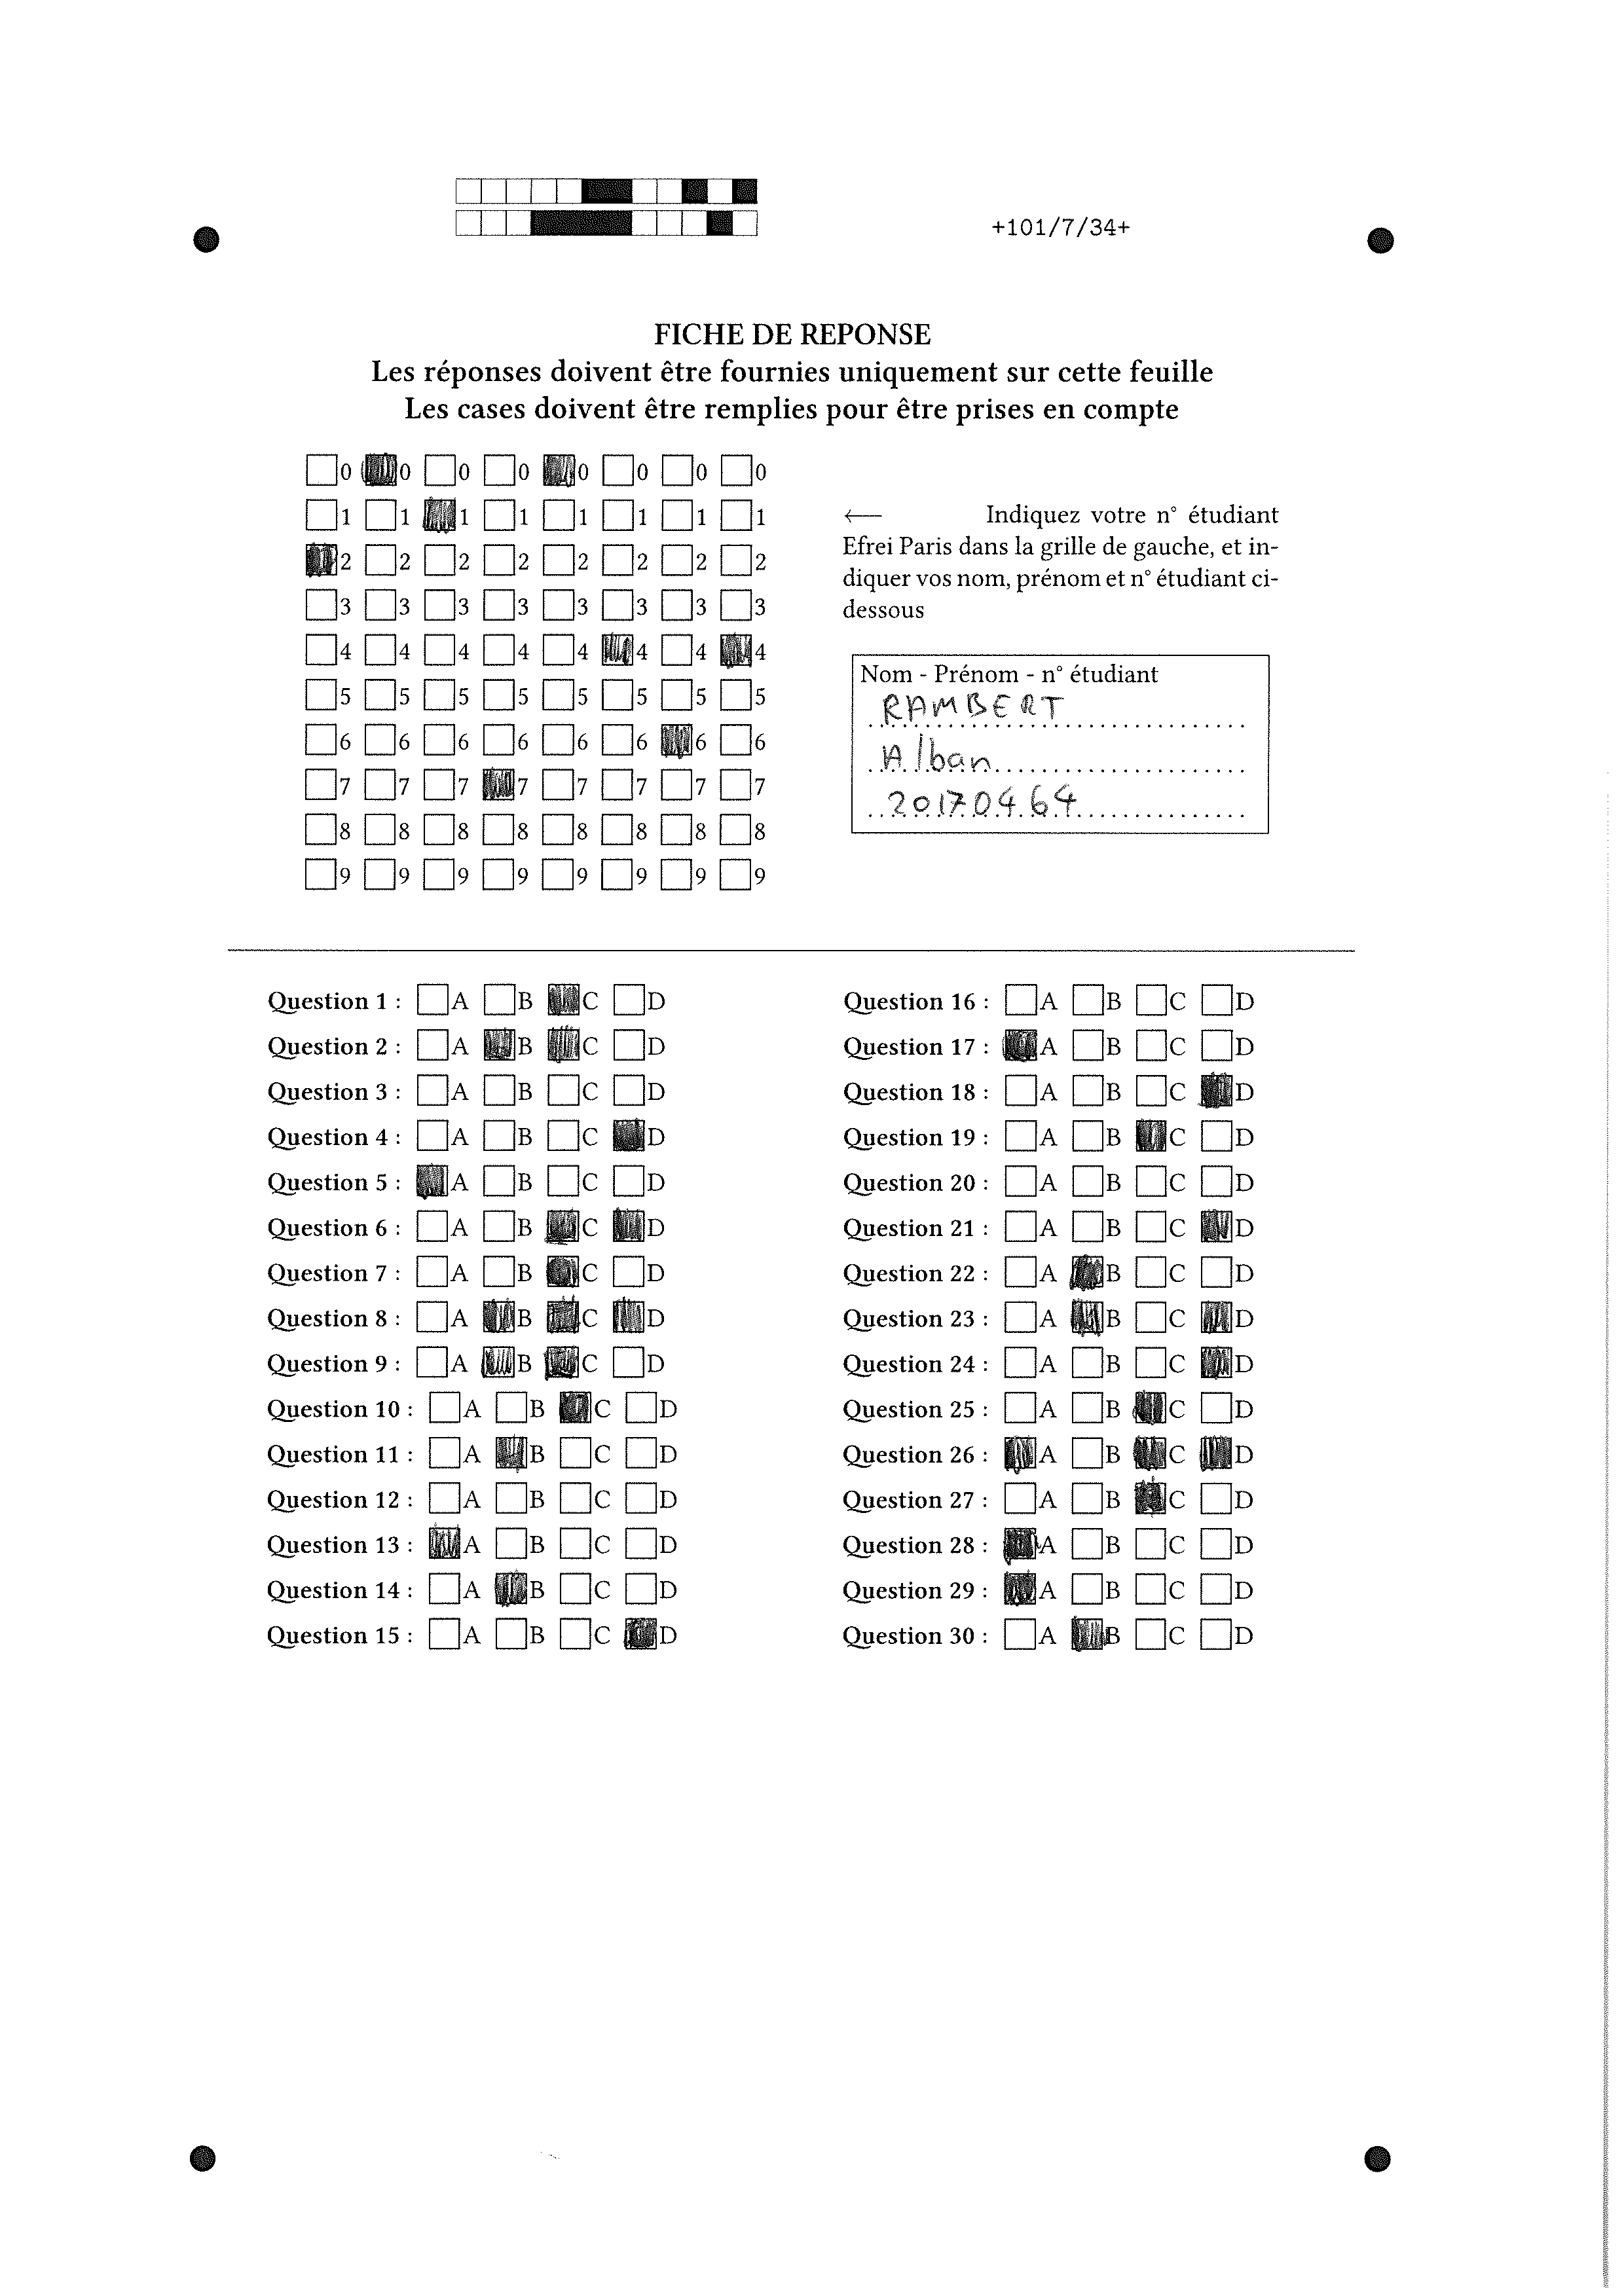 +101/7/34+
FICHE DE REPONSE
Les réponses doivent être fournies uniquement sur cette feuille
Les cases doivent être remplies pour être prises en compte
0 0 0 0 0 0 0 0
1 1 1 1 1 1 1 1
2 2 2 2 2 2 2 2
3 3 3 3 3 3 3 3
4 4 4 4 4 4 4 4
5 5 5 5 5 5 5 5
6 6 6 6 6 6 6 6
7 7 7 7 7 7 7 7
8 8 8 8 8 8 8 8
9 9 9 9 9 9 9 9
← Indiquez votre n° étudiant
Efrei Paris dans la grille de gauche, et in-
diquer vos nom, prénom et n° étudiant ci-
dessous
Nom - Prénom - n° étudiant
RAMBERT
Alban
20170464
Question 1 : A B C D
Question 2 : A B C D
Question 3 : A B C D
Question 4 : A B C D
Question 5 : A B C D
Question 6 : A B C D
Question 7 : A B C D
Question 8 : A B C D
Question 9 : A B C D
Question 10 : A B C D
Question 11 : A B C D
Question 12 : A B C D
Question 13 : A B C D
Question 14 : A B C D
Question 15 : A B C D
Question 16 : A B C D
Question 17 : A B C D
Question 18 : A B C D
Question 19 : A B C D
Question 20 : A B C D
Question 21 : A B C D
Question 22 : A B C D
Question 23 : A B C D
Question 24 : A B C D
Question 25 : A B C D
Question 26 : A B C D
Question 27 : A B C D
Question 28 : A B C D
Question 29 : A B C D
Question 30 : A B C D